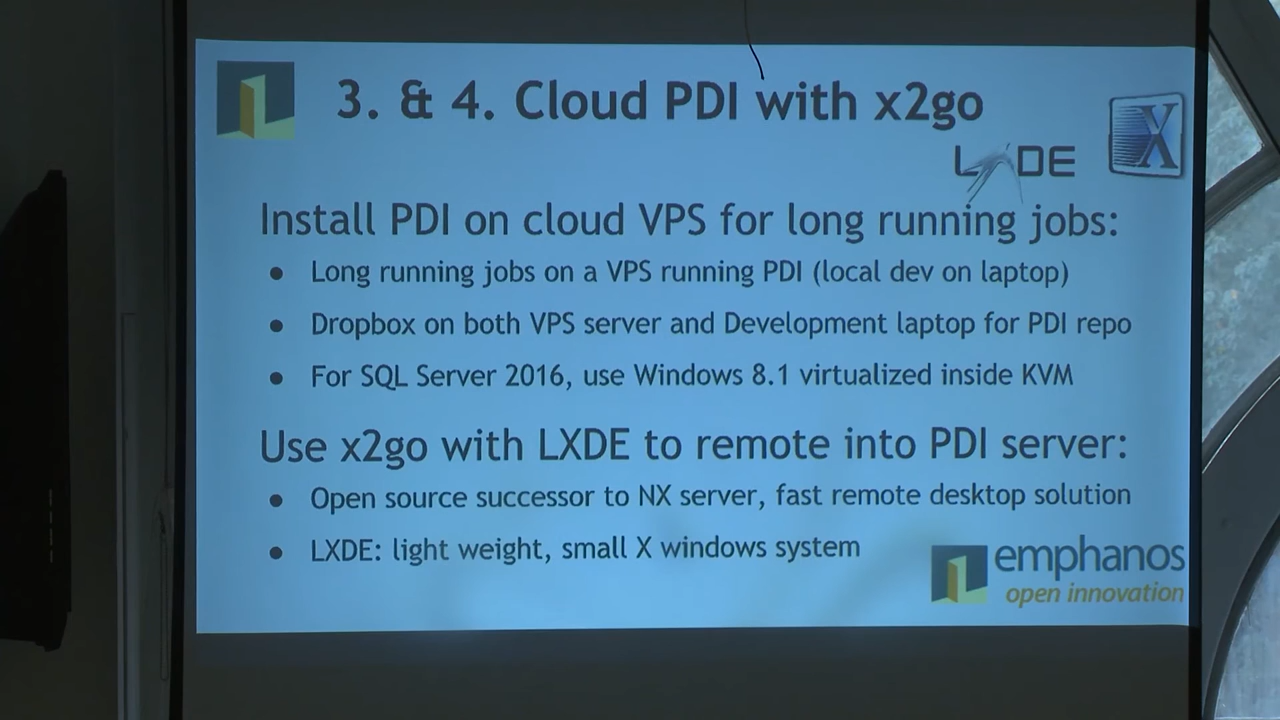 3. & 4. Cloud PDI with x2go
LXDE
X
Install PDI on cloud VPS for long running jobs:
● Long running jobs on a VPS running PDI (local dev on laptop)
● Dropbox on both VPS server and Development laptop for PDI repo
● For SQL Server 2016, use Windows 8.1 virtualized inside KVM
Use x2go with LXDE to remote into PDI server:
● Open source successor to NX server, fast remote desktop solution
● LXDE: light weight, small X windows system
emphanos
open innovation